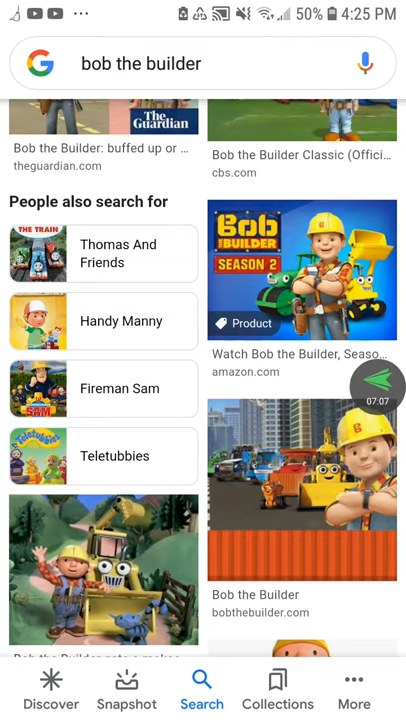 50% 4:25 PM
bob the builder
The
Guardian
Bob the Builder: buffed up or ...
theguardian.com
Bob the Builder Classic (Offici...
cbs.com
People also search for
THE TRAIN
Thomas And
Friends
Handy Manny
SAM
Fireman Sam
Teletubbies
Teletubbies
Bob
THE BUILDER
SEASON 2
Product
Watch Bob the Builder, Seaso...
amazon.com
07:07
Bob the Builder
bobthebuilder.com
Discover
Snapshot
Search
Collections
More